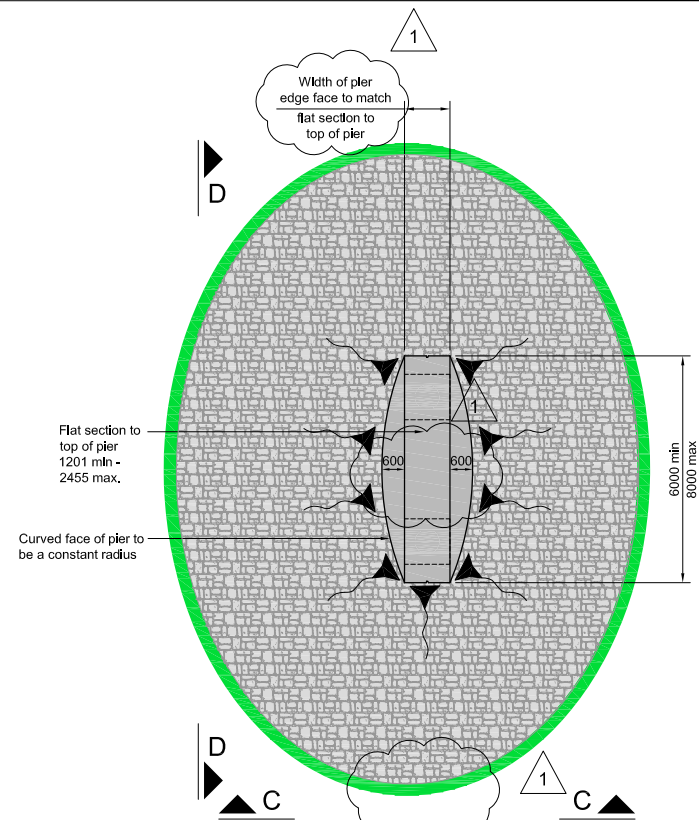 1
Width of pier
edge face to match
flat section to
top of pier
D
1
Flat section to
top of pier
1201 min -
2455 max.
600
600
6000 min
8000 max
Curved face of pier to
be a constant radius
D
1
C
C